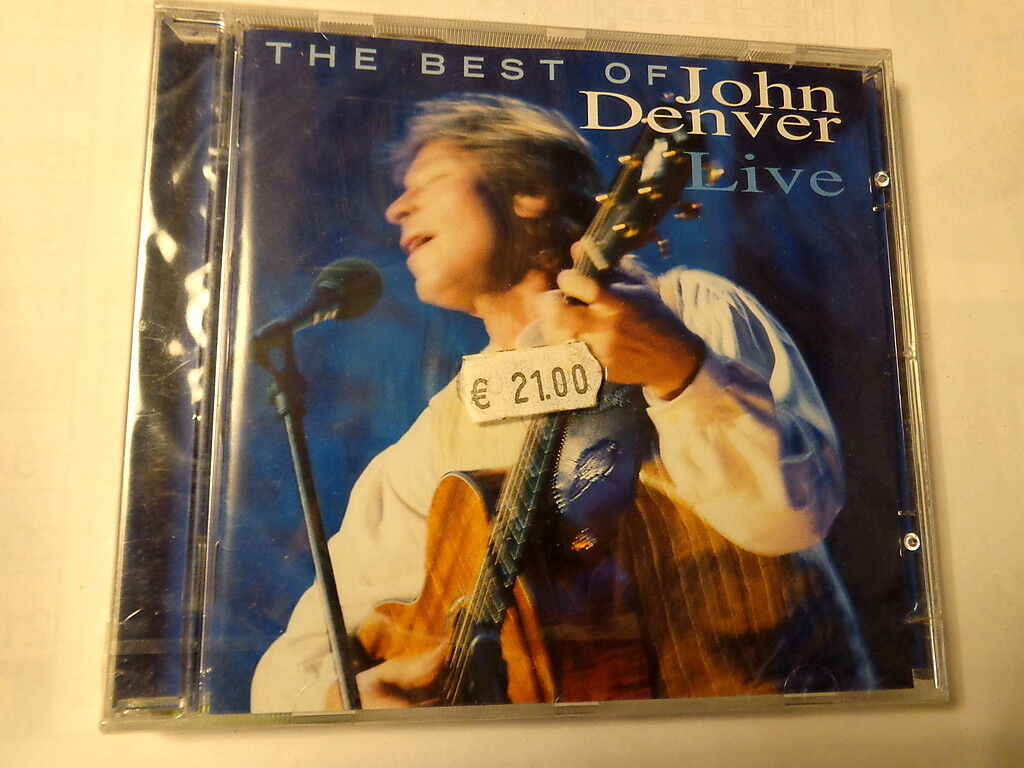 THE BEST OF
John
Denver
Live
€ 21.00